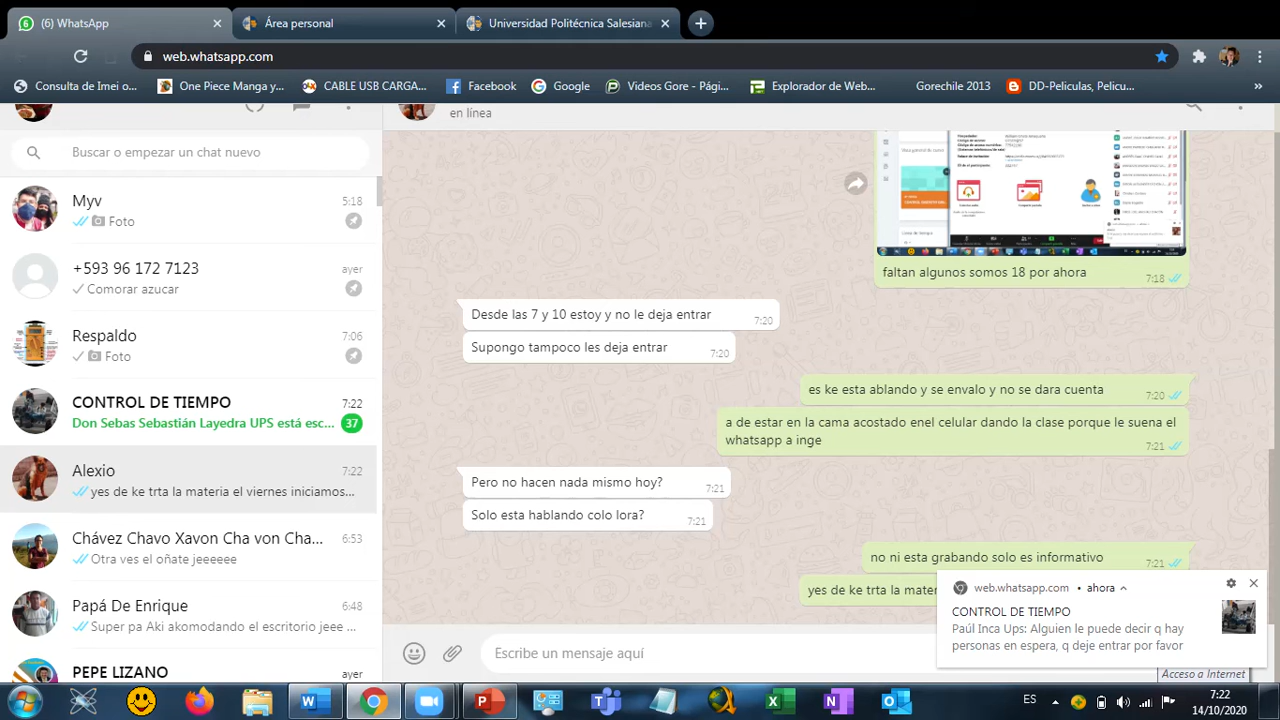 (6) WhatsApp
Área personal
Universidad Politécnica Salesiana
web.whatsapp.com
Consulta de Imei o...
One Piece Manga y...
CABLE USB CARGA...
Facebook
Google
Videos Gore - Pág...
Explorador de Web...
Gorechile 2013
DD-Peliculas, Pelicu...
»
en línea
Buscar o empezar un chat nuevo
Myv
5:18
Foto
+593 96 172 7123
ayer
Comorar azucar
Respaldo
7:06
Foto
CONTROL DE TIEMPO
7:22
Don Sebas Sebastián Layedra UPS está esc...
37
Alexio
7:22
yes de ke trta la materia el viernes iniciamos...
Chávez Chavo Xavon Cha von Cha...
6:53
Otra ves el oñate jeeeeee
Papá De Enrique
6:48
Super pa Aki akomodando el escritorio jeee ...
PEPE LIZANO
ayer
faltan algunos somos 18 por ahora
7:18
Desde las 7 y 10 estoy y no le deja entrar
7:20
Supongo tampoco les deja entrar
7:20
es ke esta ablando y se envalo y no se dara cuenta
7:20
a de estar en la cama acostado enel celular dando la clase porque le suena el
whatsapp a inge
7:21
Pero no hacen nada mismo hoy?
7:21
Solo esta hablando colo lora?
7:21
no ni esta grabando solo es informativo
7:21
yes de ke trta la mater
Escribe un mensaje aquí
web.whatsapp.com • ahora
CONTROL DE TIEMPO
Paúl Inca Ups: Alguien le puede decir q hay
personas en espera, q deje entrar por favor
Acceso a Internet
ES
7:22
14/10/2020